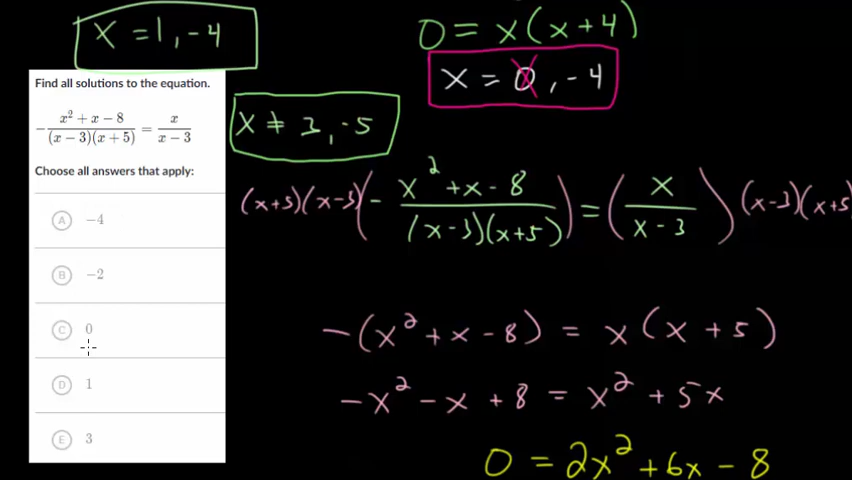 x = 1, -4
0 = x(x+4)
x = 0, -4
Find all solutions to the equation.
- x² + x - 8 / (x - 3)(x + 5) = x / x - 3
x ≠ 3, -5
Choose all answers that apply:
(x+5)(x-3)(- x² + x - 8 / (x-3)(x+5)) = (x / x - 3)(x-3)(x+5
A -4
B -2
C 0
-(x² + x - 8) = x(x + 5)
D 1
-x² - x + 8 = x² + 5x
E 3
0 = 2x² + 6x - 8